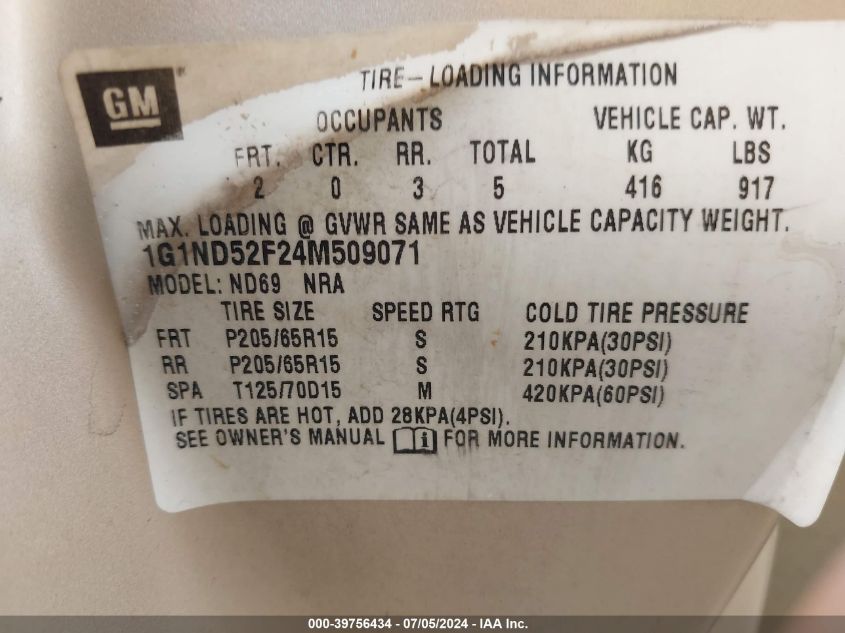 GM
TIRE-LOADING INFORMATION
OCCUPANTS VEHICLE CAP. WT.
FRT. CTR. RR. TOTAL KG LBS
2 0 3 5 416 917
MAX. LOADING @ GVWR SAME AS VEHICLE CAPACITY WEIGHT.
1G1ND52F24M509071
MODEL: ND69 NRA
TIRE SIZE SPEED RTG COLD TIRE PRESSURE
FRT P205/65R15 S 210KPA(30PSI)
RR P205/65R15 S 210KPA(30PSI)
SPA T125/70D15 M 420KPA(60PSI)
IF TIRES ARE HOT, ADD 28KPA(4PSI).
SEE OWNER'S MANUAL i FOR MORE INFORMATION.
000-39756434 - 07/05/2024 - IAA Inc.